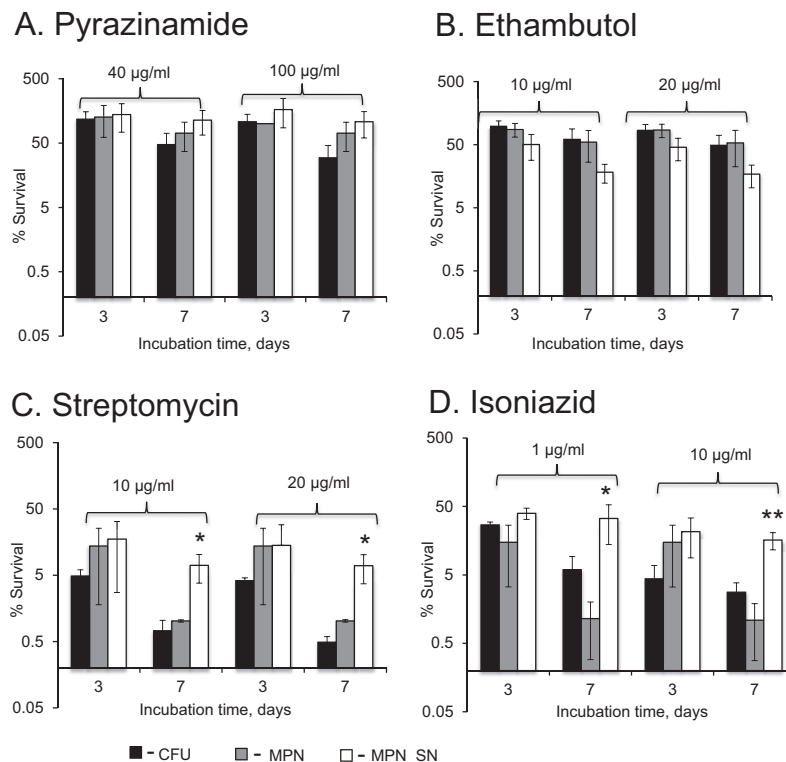 A. Pyrazinamide
B. Ethambutol
500
50
5
0.5
0.05
% Survival
40 µg/ml
100 µg/ml
3
7
3
7
Incubation time, days
500
50
5
0.5
0.05
% Survival
10 µg/ml
20 µg/ml
3
7
3
7
Incubation time, days
C. Streptomycin
D. Isoniazid
500
50
5
0.5
0.05
% Survival
10 µg/ml
20 µg/ml
*
*
3
7
3
7
Incubation time, days
500
50
5
0.5
0.05
% Survival
1 µg/ml
10 µg/ml
*
**
3
7
3
7
Incubation time, days
- CFU - MPN - MPN SN